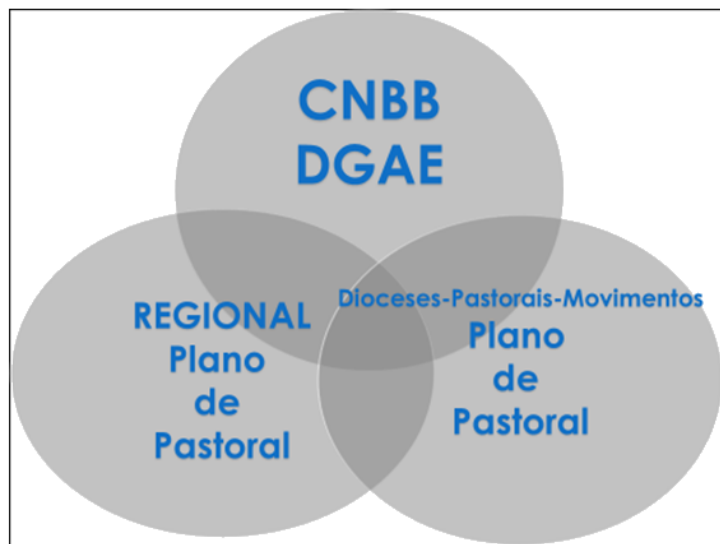 CNBB
DGAE
REGIONAL
Plano
de
Pastoral
Dioceses-Pastorais-Movimentos
Plano
de
Pastoral